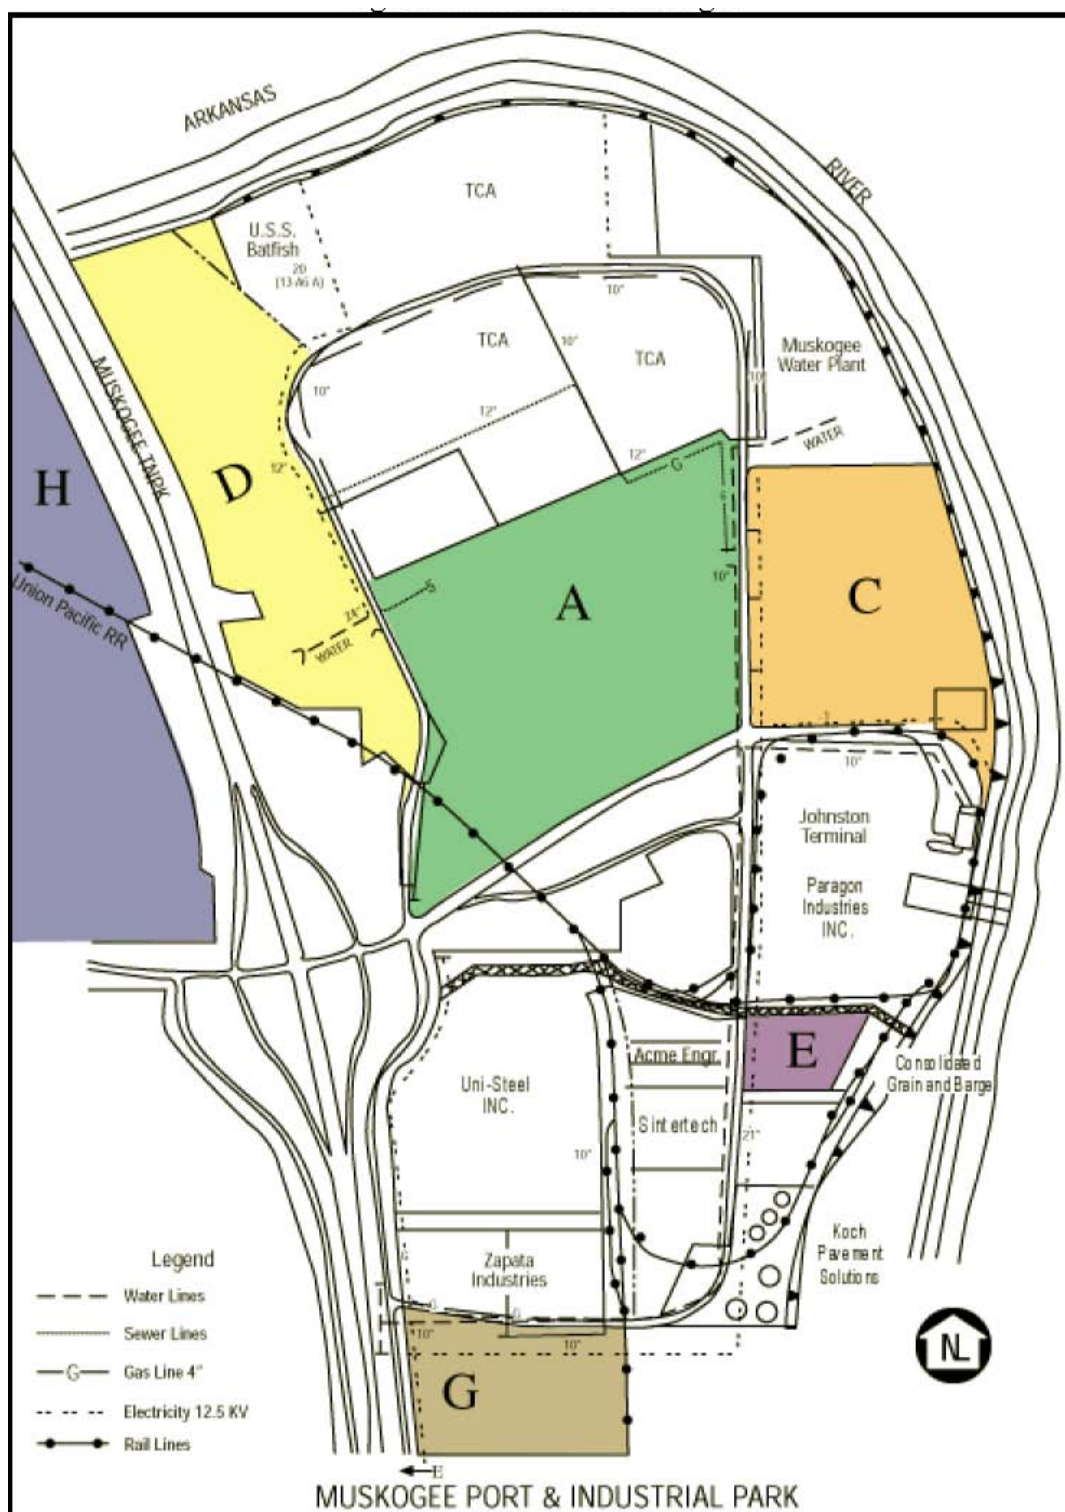 ARKANSAS
RIVER
TCA
U.S.S.
Batfish
20
(13 A6 A)
10"
TCA
10"
TCA
Muskogee
Water Plant
MUSKOGEE TNRK
10"
10"
12"
12"
G
WATER
H
D
12"
Union Pacific RR
S
A
10"
C
24"
WATER
10"
Johnston
Terminal
Paragon
Industries
INC.
E
Acme Engr.
Consolidated
Grain and Barge
Uni-Steel
INC.
Sintertech
21"
10"
Koch
Pavement
Solutions
Zapata
Industries
Legend
Water Lines
Sewer Lines
G Gas Line 4"
Electricity 12.5 KV
Rail Lines
10"
10"
G
N
E
MUSKOGEE PORT & INDUSTRIAL PARK